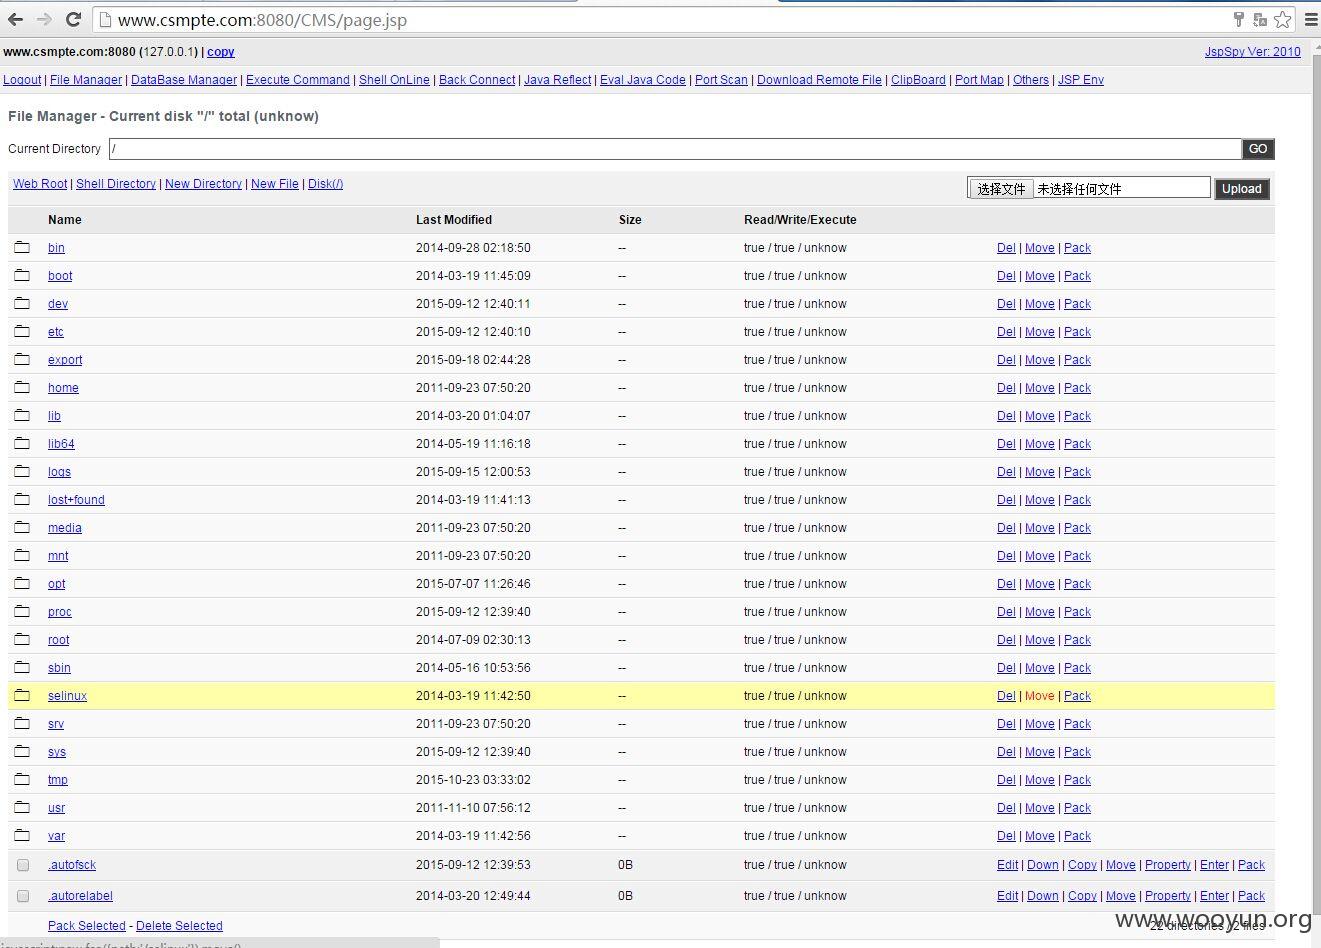 www.csmpte.com:8080/CMS/page.jsp
www.csmpte.com:8080 (127.0.0.1) | copy JspSpy Ver: 2010
Logout | File Manager | DataBase Manager | Execute Command | Shell OnLine | Back Connect | Java Reflect | Eval Java Code | Port Scan | Download Remote File | ClipBoard | Port Map | Others | JSP Env
File Manager - Current disk "/" total (unknow)
Current Directory / GO
Web Root | Shell Directory | New Directory | New File | Disk(/) 选择文件 未选择任何文件 Upload
Name Last Modified Size Read/Write/Execute
bin 2014-09-28 02:18:50 -- true / true / unknow Del | Move | Pack
boot 2014-03-19 11:45:09 -- true / true / unknow Del | Move | Pack
dev 2015-09-12 12:40:11 -- true / true / unknow Del | Move | Pack
etc 2015-09-12 12:40:10 -- true / true / unknow Del | Move | Pack
export 2015-09-18 02:44:28 -- true / true / unknow Del | Move | Pack
home 2011-09-23 07:50:20 -- true / true / unknow Del | Move | Pack
lib 2014-03-20 01:04:07 -- true / true / unknow Del | Move | Pack
lib64 2014-05-19 11:16:18 -- true / true / unknow Del | Move | Pack
logs 2015-09-15 12:00:53 -- true / true / unknow Del | Move | Pack
lost+found 2014-03-19 11:41:13 -- true / true / unknow Del | Move | Pack
media 2011-09-23 07:50:20 -- true / true / unknow Del | Move | Pack
mnt 2011-09-23 07:50:20 -- true / true / unknow Del | Move | Pack
opt 2015-07-07 11:26:46 -- true / true / unknow Del | Move | Pack
proc 2015-09-12 12:39:40 -- true / true / unknow Del | Move | Pack
root 2014-07-09 02:30:13 -- true / true / unknow Del | Move | Pack
sbin 2014-05-16 10:53:56 -- true / true / unknow Del | Move | Pack
selinux 2014-03-19 11:42:50 -- true / true / unknow Del | Move | Pack
srv 2011-09-23 07:50:20 -- true / true / unknow Del | Move | Pack
sys 2015-09-12 12:39:40 -- true / true / unknow Del | Move | Pack
tmp 2015-10-23 03:33:02 -- true / true / unknow Del | Move | Pack
usr 2011-11-10 07:56:12 -- true / true / unknow Del | Move | Pack
var 2014-03-19 11:42:56 -- true / true / unknow Del | Move | Pack
.autofsck 2015-09-12 12:39:53 0B true / true / unknow Edit | Down | Copy | Move | Property | Enter | Pack
.autorelabel 2014-03-20 12:49:44 0B true / true / unknow Edit | Down | Copy | Move | Property | Enter | Pack
Pack Selected - Delete Selected 22 directories / 2 files
www.wooyun.org